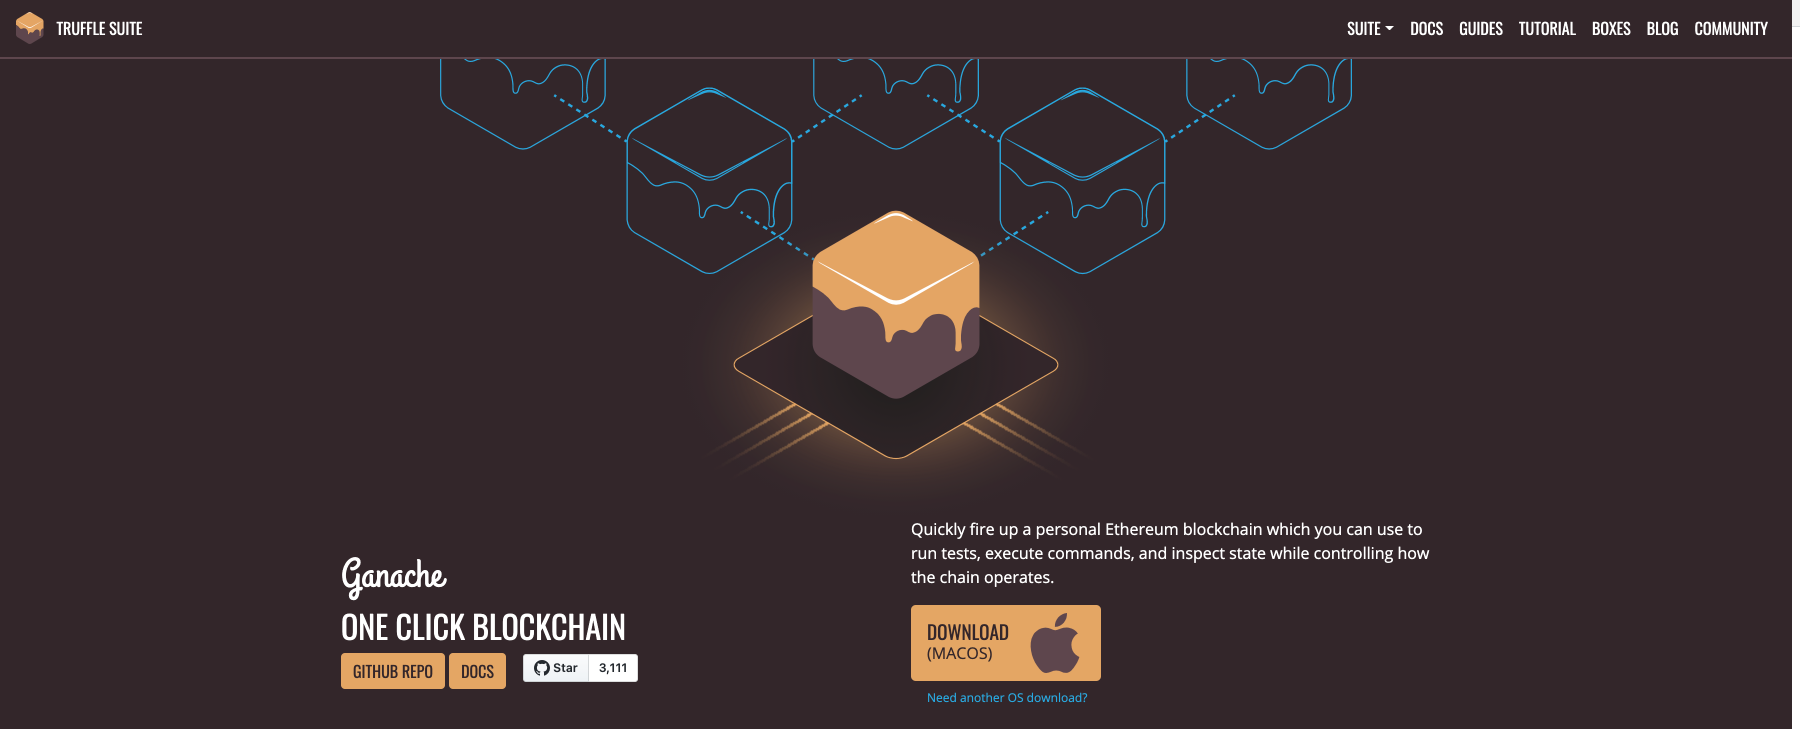 TRUFFLE SUITE
SUITE DOCS GUIDES TUTORIAL BOXES BLOG COMMUNITY
Ganache
ONE CLICK BLOCKCHAIN
GITHUB REPO DOCS Star 3,111
Quickly fire up a personal Ethereum blockchain which you can use to
run tests, execute commands, and inspect state while controlling how
the chain operates.
DOWNLOAD
(MACOS)
Need another OS download?